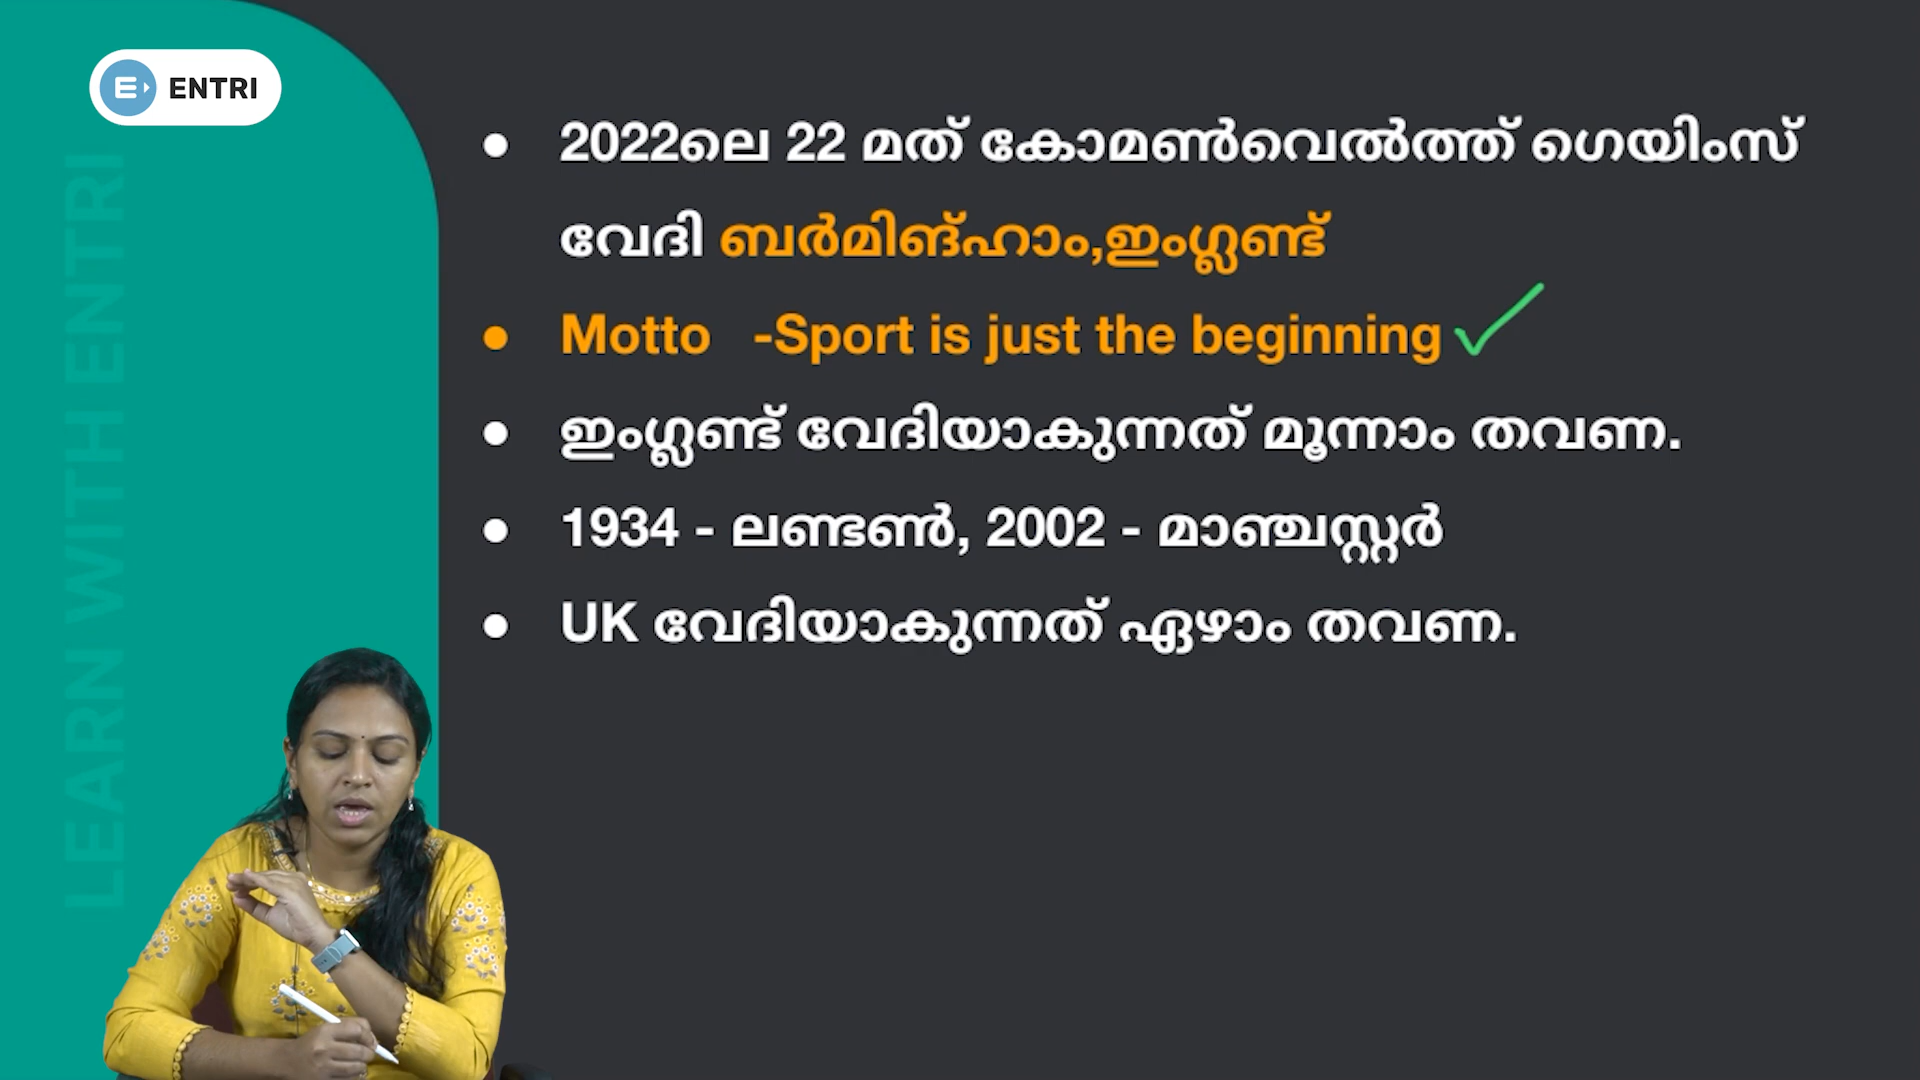 ENTRI
LEARN WITH ENTRI
2022ലെ 22 മത് കോമൺവെൽത്ത് ഗെയിംസ്
വേദി ബർമിങ്ഹാം,ഇംഗ്ലണ്ട്
Motto -Sport is just the beginning
ഇംഗ്ലണ്ട് വേദിയാകുന്നത് മൂന്നാം തവണ.
1934 - ലണ്ടൺ, 2002 - മാഞ്ചസ്റ്റർ
UK വേദിയാകുന്നത് ഏഴാം തവണ.